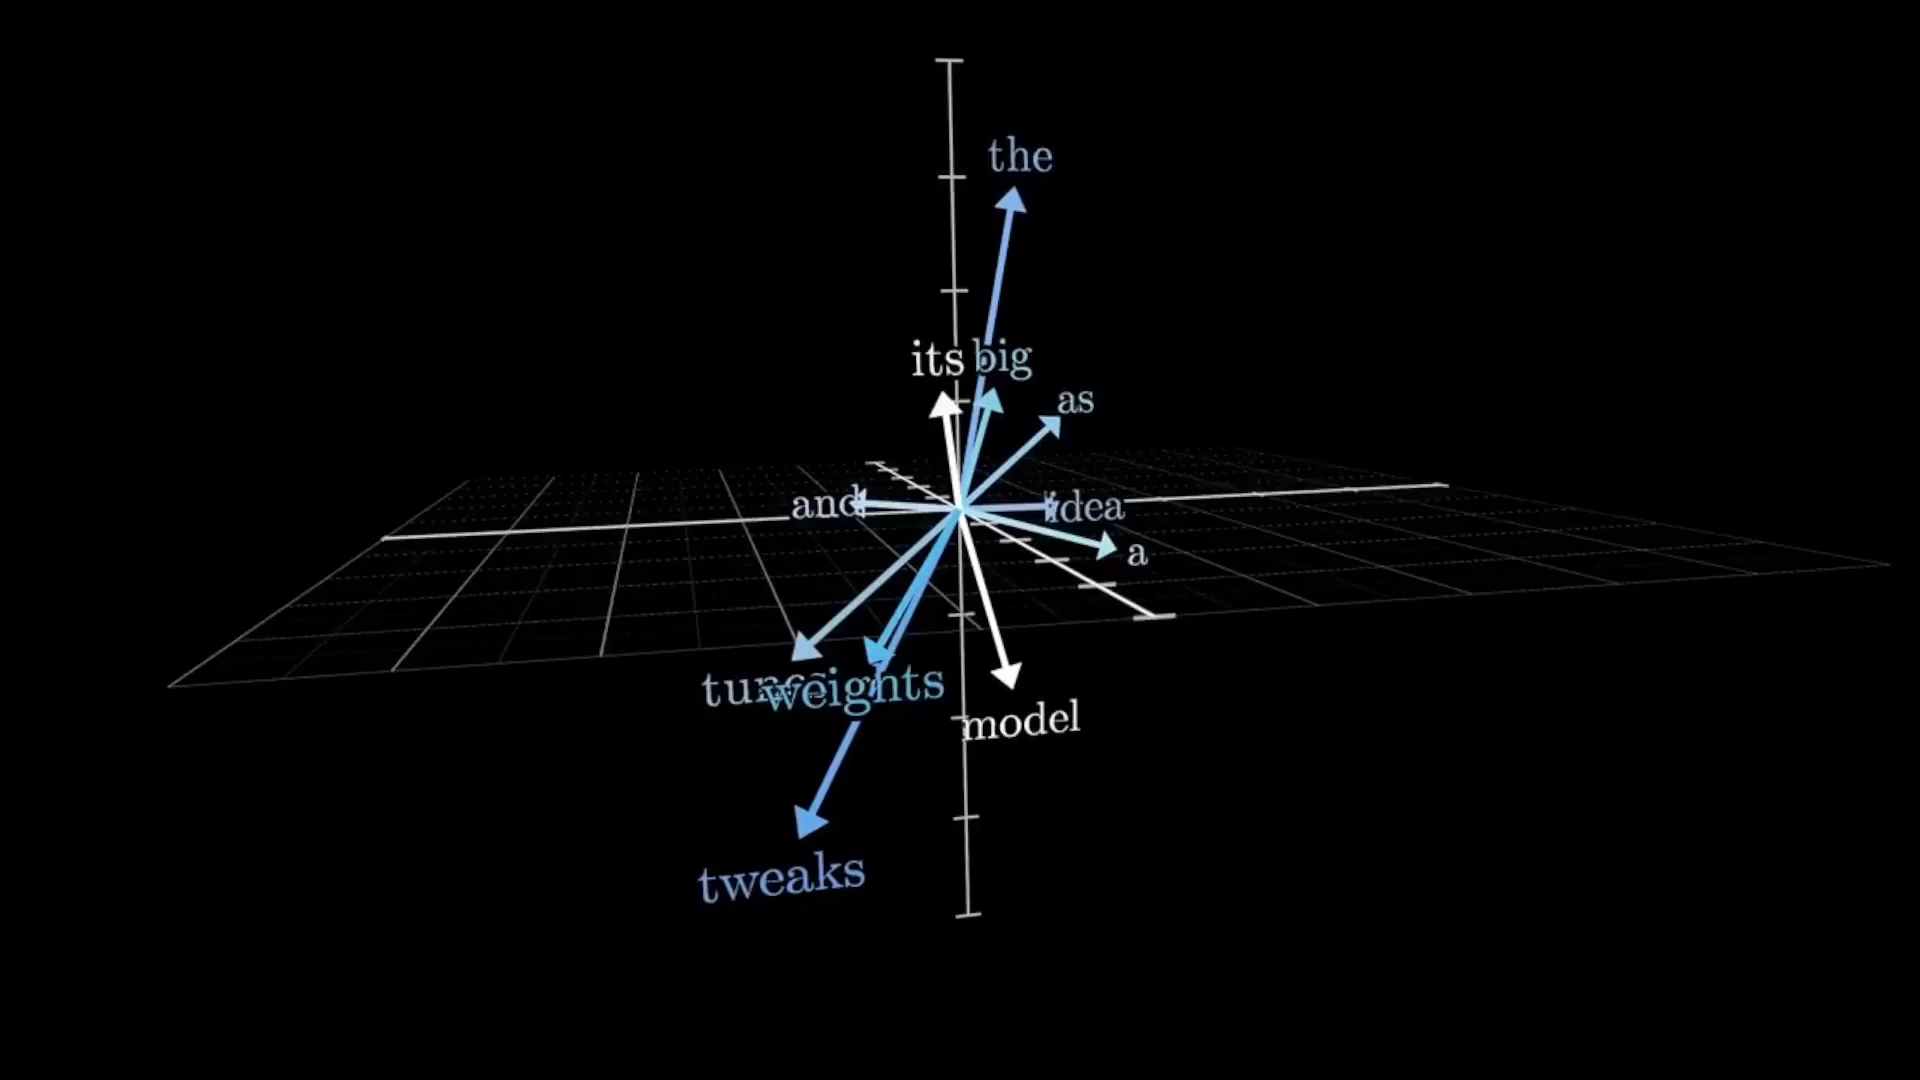 the
its big
as
and
idea
a
weights
model
tweaks